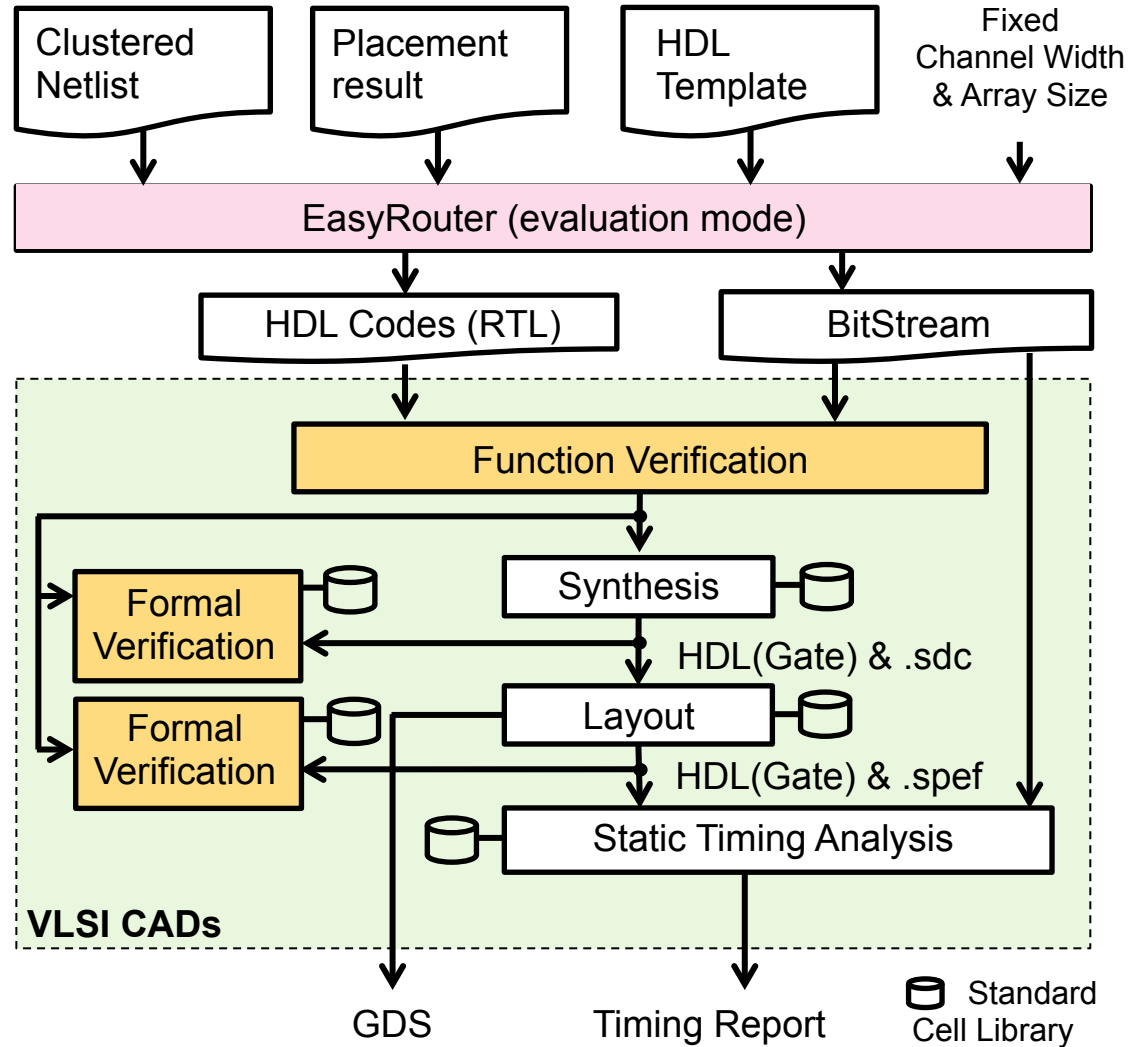 Clustered
Netlist
Placement
result
HDL
Template
Fixed
Channel Width
& Array Size
EasyRouter (evaluation mode)
HDL Codes (RTL)
BitStream
Function Verification
Formal
Verification
Synthesis
HDL(Gate) & .sdc
Formal
Verification
Layout
HDL(Gate) & .spef
Static Timing Analysis
VLSI CADs
GDS
Timing Report
Standard
Cell Library